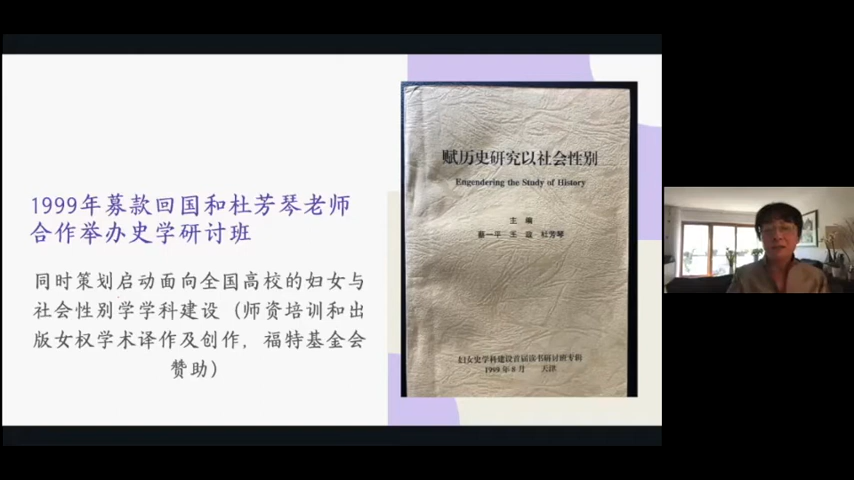 1999年募款回国和杜芳琴老师
合作举办史学研讨班
同时策划启动面向全国高校的妇女与
社会性别学学科建设（师资培训和出
版女权学术译作及创作，福特基金会
赞助）
赋历史研究以社会性别
Engendering the Study of History
主 编
蔡一平 王 政 杜芳琴
妇女史学科建设首届读书研讨班专辑
1999 年 8 月 天津